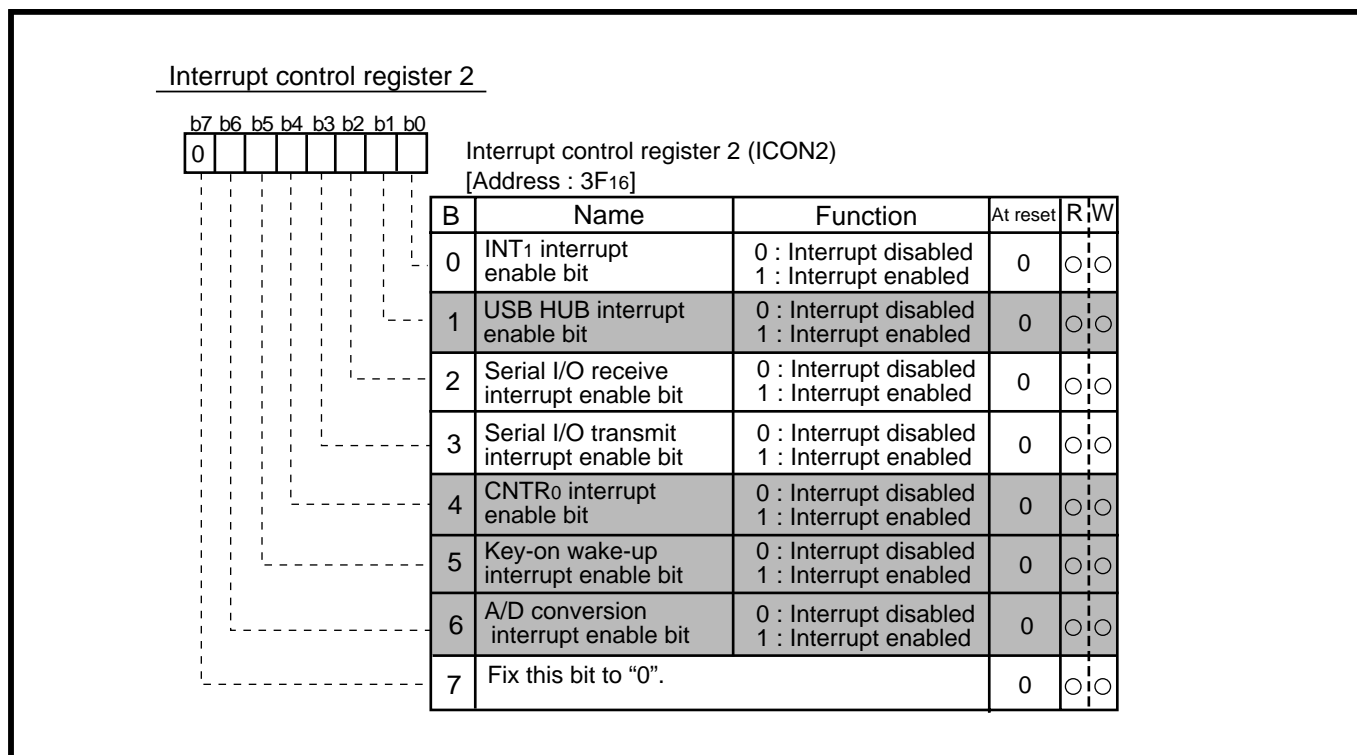 Interrupt control register 2
b7 b6 b5 b4 b3 b2 b1 b0
0
Interrupt control register 2 (ICON2)
[Address : 3F16]
B Name Function At reset R W
0 INT1 interrupt enable bit 0 : Interrupt disabled 1 : Interrupt enabled 0 ○ ○
1 USB HUB interrupt enable bit 0 : Interrupt disabled 1 : Interrupt enabled 0 ○ ○
2 Serial I/O receive interrupt enable bit 0 : Interrupt disabled 1 : Interrupt enabled 0 ○ ○
3 Serial I/O transmit interrupt enable bit 0 : Interrupt disabled 1 : Interrupt enabled 0 ○ ○
4 CNTR0 interrupt enable bit 0 : Interrupt disabled 1 : Interrupt enabled 0 ○ ○
5 Key-on wake-up interrupt enable bit 0 : Interrupt disabled 1 : Interrupt enabled 0 ○ ○
6 A/D conversion interrupt enable bit 0 : Interrupt disabled 1 : Interrupt enabled 0 ○ ○
7 Fix this bit to “0”. 0 ○ ○